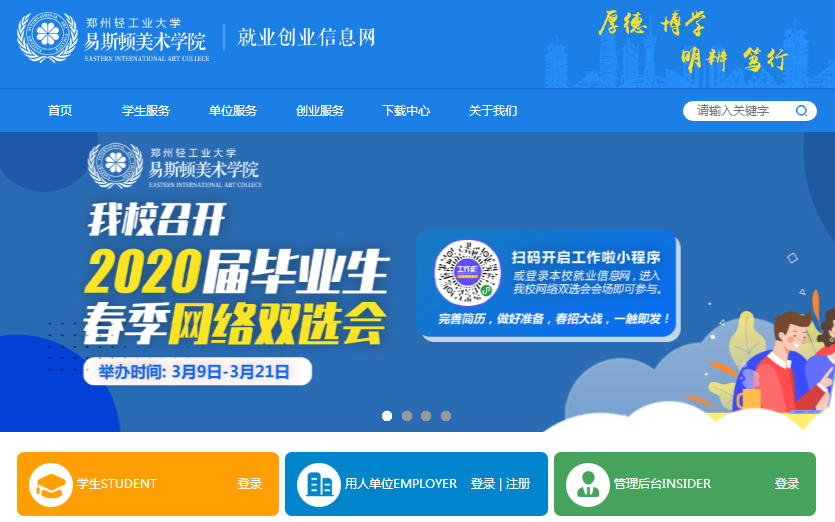 郑州轻工业大学
易斯顿美术学院
EASTERN INTERNATIONAL ART COLLEGE
就业创业信息网
厚德 博学
明辨 笃行
首页 学生服务 单位服务 创业服务 下载中心 关于我们 请输入关键字
郑州轻工业大学
易斯顿美术学院
EASTERN INTERNATIONAL ART COLLEGE
我校召开
2020届毕业生
春季网络双选会
举办时间: 3月9日-3月21日
工作啦
扫码开启工作啦小程序
或登录本校就业信息网，进入
我校网络双选会会场即可参与。
完善简历，做好准备，春招大战，一触即发！
学生STUDENT 登录
用人单位EMPLOYER 登录 | 注册
管理后台INSIDER 登录